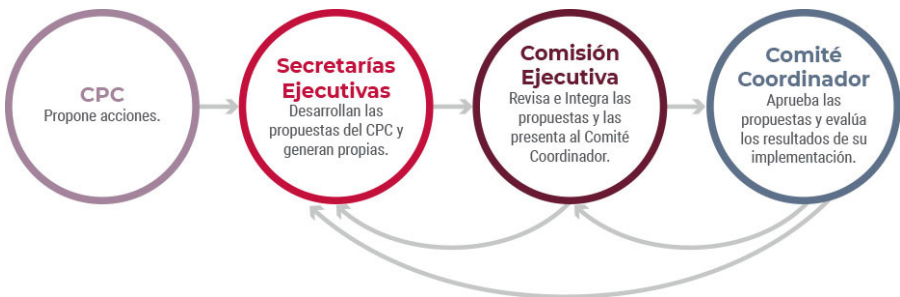 CPC
Propone acciones.
Secretarías
Ejecutivas
Desarrollan las
propuestas del CPC y
generan propias.
Comisión
Ejecutiva
Revisa e Integra las
propuestas y las
presenta al Comité
Coordinador.
Comité
Coordinador
Aprueba las
propuestas y evalúa
los resultados de su
implementación.